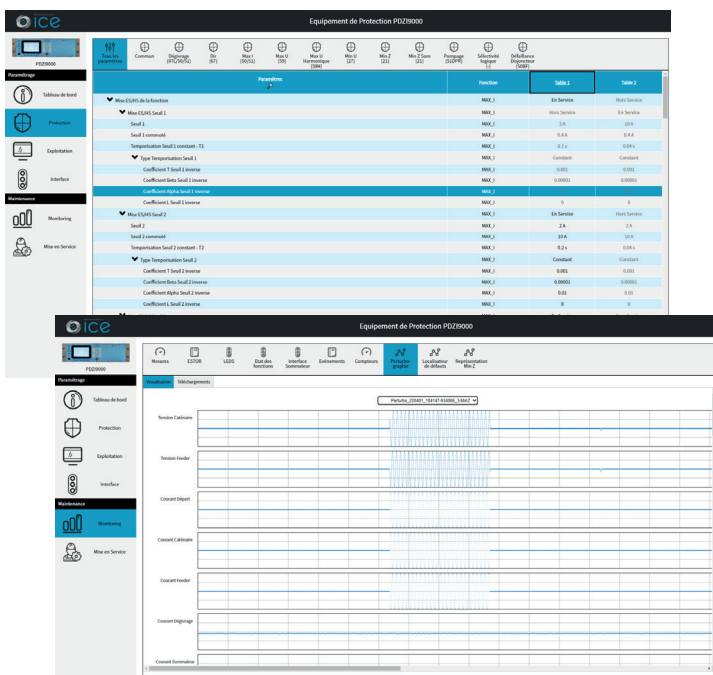 ice
Equipement de Protection PDZI9000
PDZI9000
Paramétrage
Tableau de bord
Protection
Exploitation
Interface
Maintenance
Monitoring
Mise en Service
Tous les paramètres
Commun
Dégivrage (67L/50/51)
Dir (67)
Max I (50/51)
Max U (59)
Max U Harmonique (59H)
Min U (27)
Min Z (21)
Min Z Som (21)
Pompage (51DPR)
Sélectivité logique (-)
Défaillance Disjoncteur (50BF)
Paramètres Fonction Table 1 Table 2
Mise ES/HS de la fonction MAX_I En Service Hors Service
Mise ES/HS Seuil 1 MAX_I Hors Service En Service
Seuil 1 MAX_I 2 A 10 A
Seuil 1 commuté MAX_I 0.4 A 0.4 A
Temporisation Seuil 1 constant - T1 MAX_I 0.1 s 0.04 s
Type Temporisation Seuil 1 MAX_I Constant Constant
Coefficient T Seuil 1 inverse MAX_I 0.001 0.001
Coefficient Beta Seuil 1 inverse MAX_I 0.00001 0.00001
Coefficient Alpha Seuil 1 inverse MAX_I
Coefficient L Seuil 1 inverse MAX_I 0 0
Mise ES/HS Seuil 2 MAX_I En Service Hors Service
Seuil 2 MAX_I 2 A 2 A
Seuil 2 commuté MAX_I 10 A 10 A
Temporisation Seuil 2 constant - T2 MAX_I 0.2 s 0.04 s
Type Temporisation Seuil 2 MAX_I Constant Constant
Coefficient T Seuil 2 inverse MAX_I 0.001 0.001
Coefficient Beta Seuil 2 inverse MAX_I 0.00001 0.00001
Coefficient Alpha Seuil 2 inverse MAX_I 0.01 0.01
Coefficient L Seuil 2 inverse MAX_I 0 0
ice
Equipement de Protection PDZI9000
PDZI9000
Paramétrage
Tableau de bord
Protection
Exploitation
Interface
Maintenance
Monitoring
Mise en Service
Mesures
ESTOR
LEDS
Etat des fonctions
Interface Sommateur
Evénements
Compteurs
Perturbo-graphie
Localisateur de défauts
Représentation Min Z
Visualisation Téléchargements
Tension Caténaire
Tension Feeder
Courant Départ
Courant Caténaire
Courant Feeder
Courant Dégivrage
Courant Sommateur